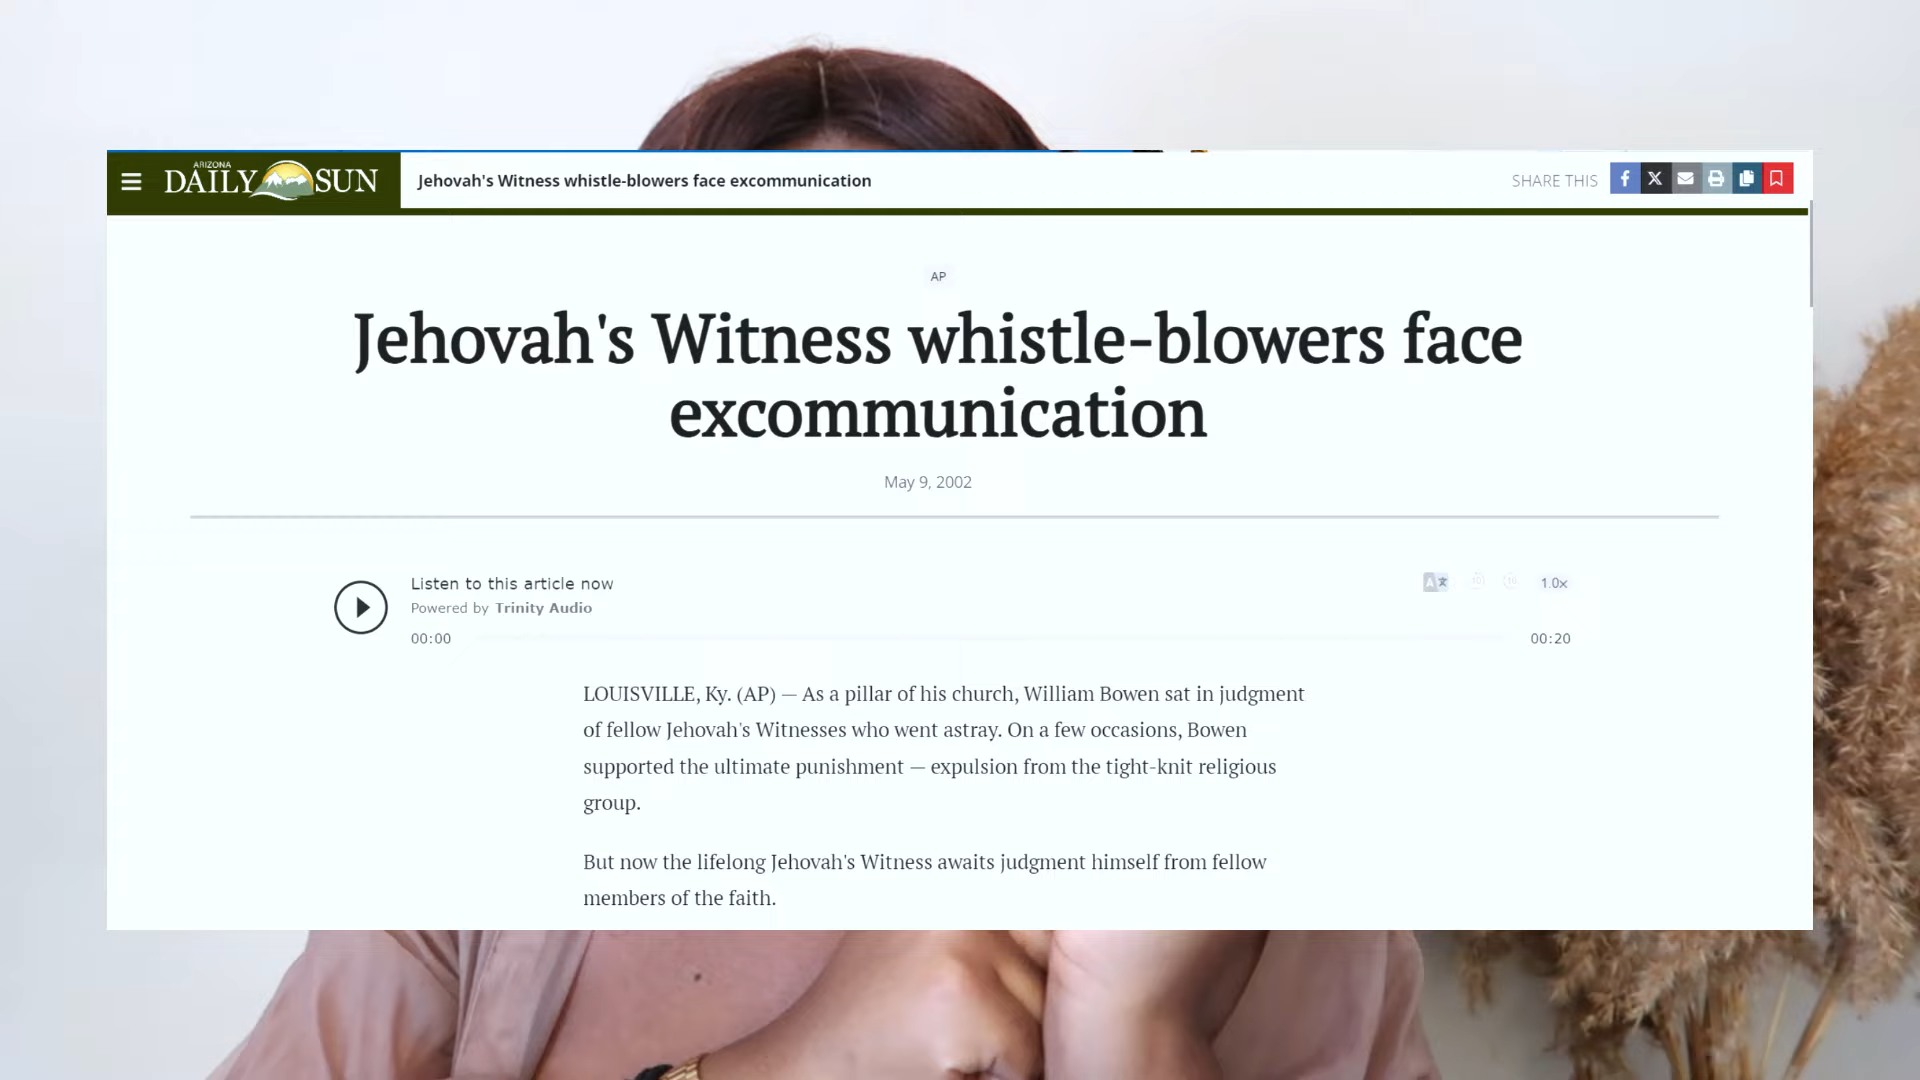 ARIZONA
DAILY SUN
Jehovah's Witness whistle-blowers face excommunication
SHARE THIS
AP
Jehovah's Witness whistle-blowers face
excommunication
May 9, 2002
Listen to this article now
Powered by Trinity Audio
1.0x
00:00
00:20
LOUISVILLE, Ky. (AP) — As a pillar of his church, William Bowen sat in judgment
of fellow Jehovah's Witnesses who went astray. On a few occasions, Bowen
supported the ultimate punishment — expulsion from the tight-knit religious
group.
But now the lifelong Jehovah's Witness awaits judgment himself from fellow
members of the faith.